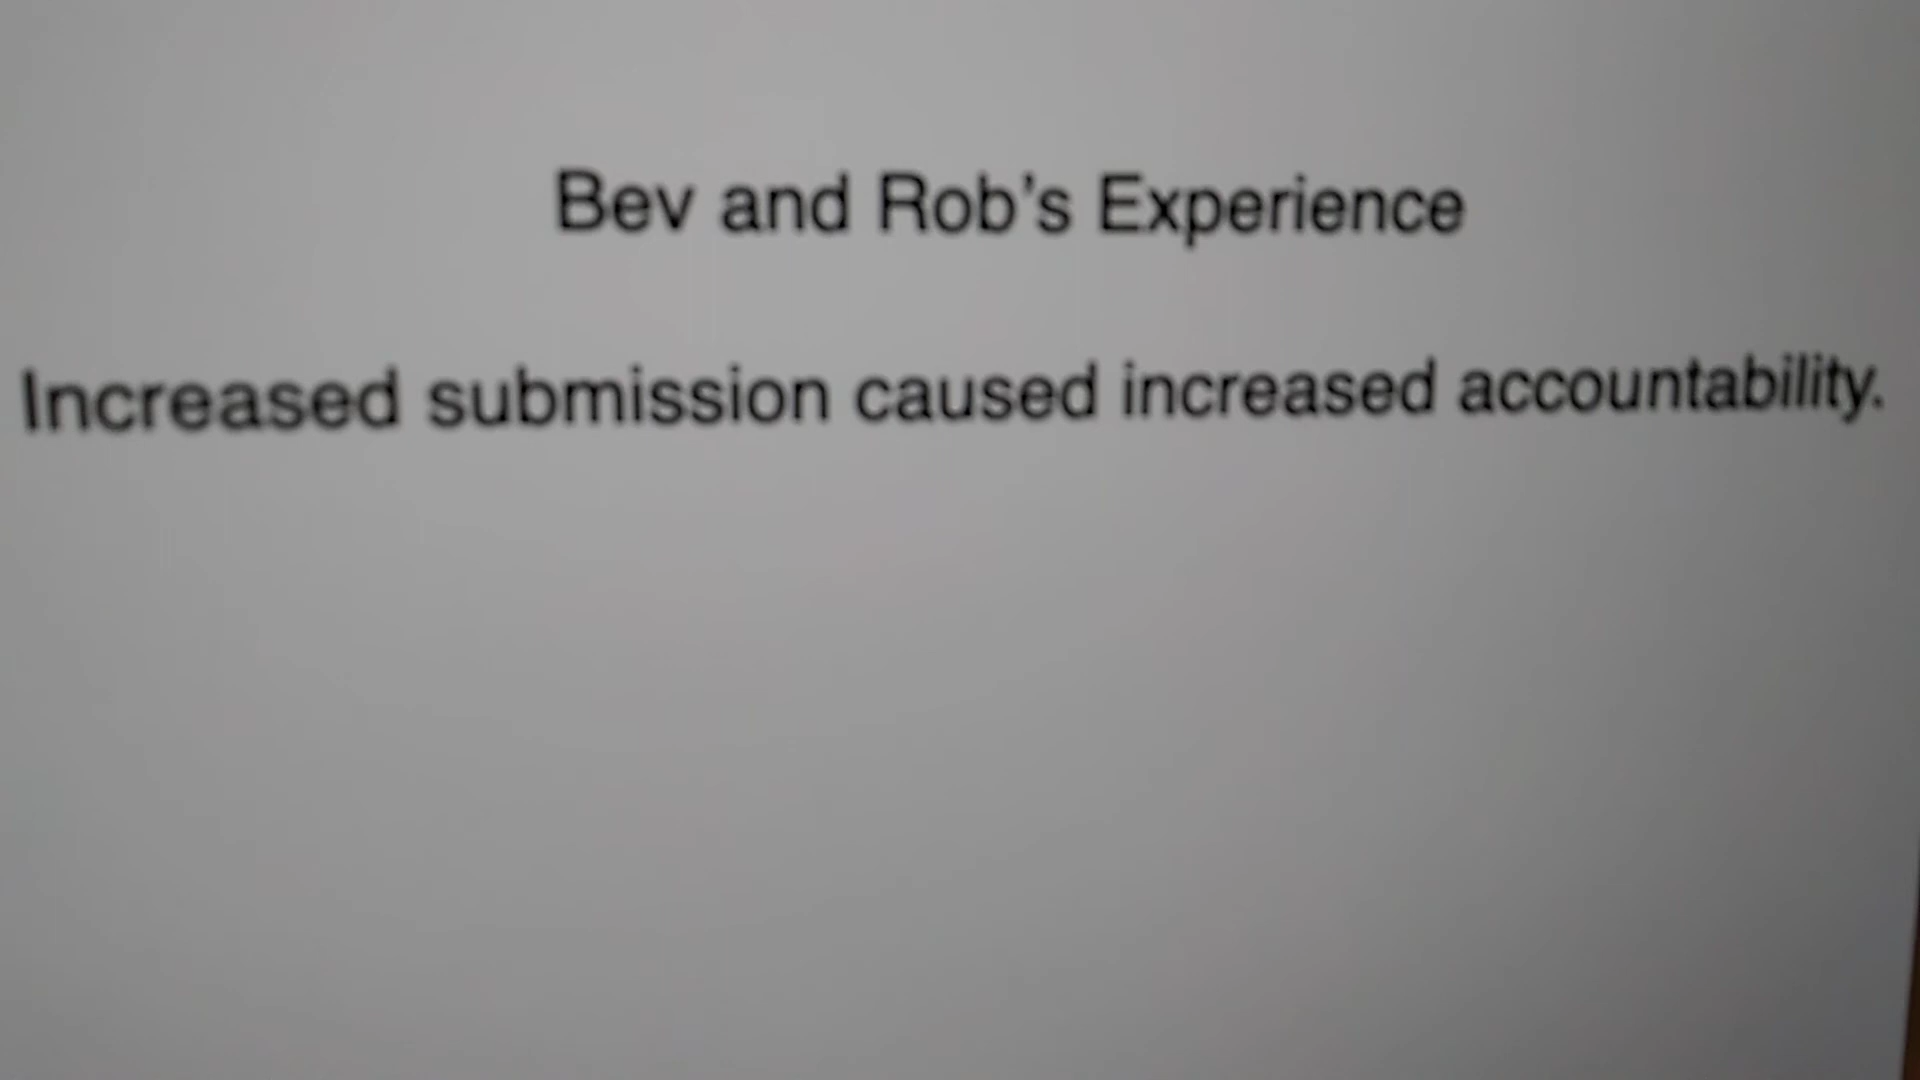 Bev and Rob’s Experience
Increased submission caused increased accountability.